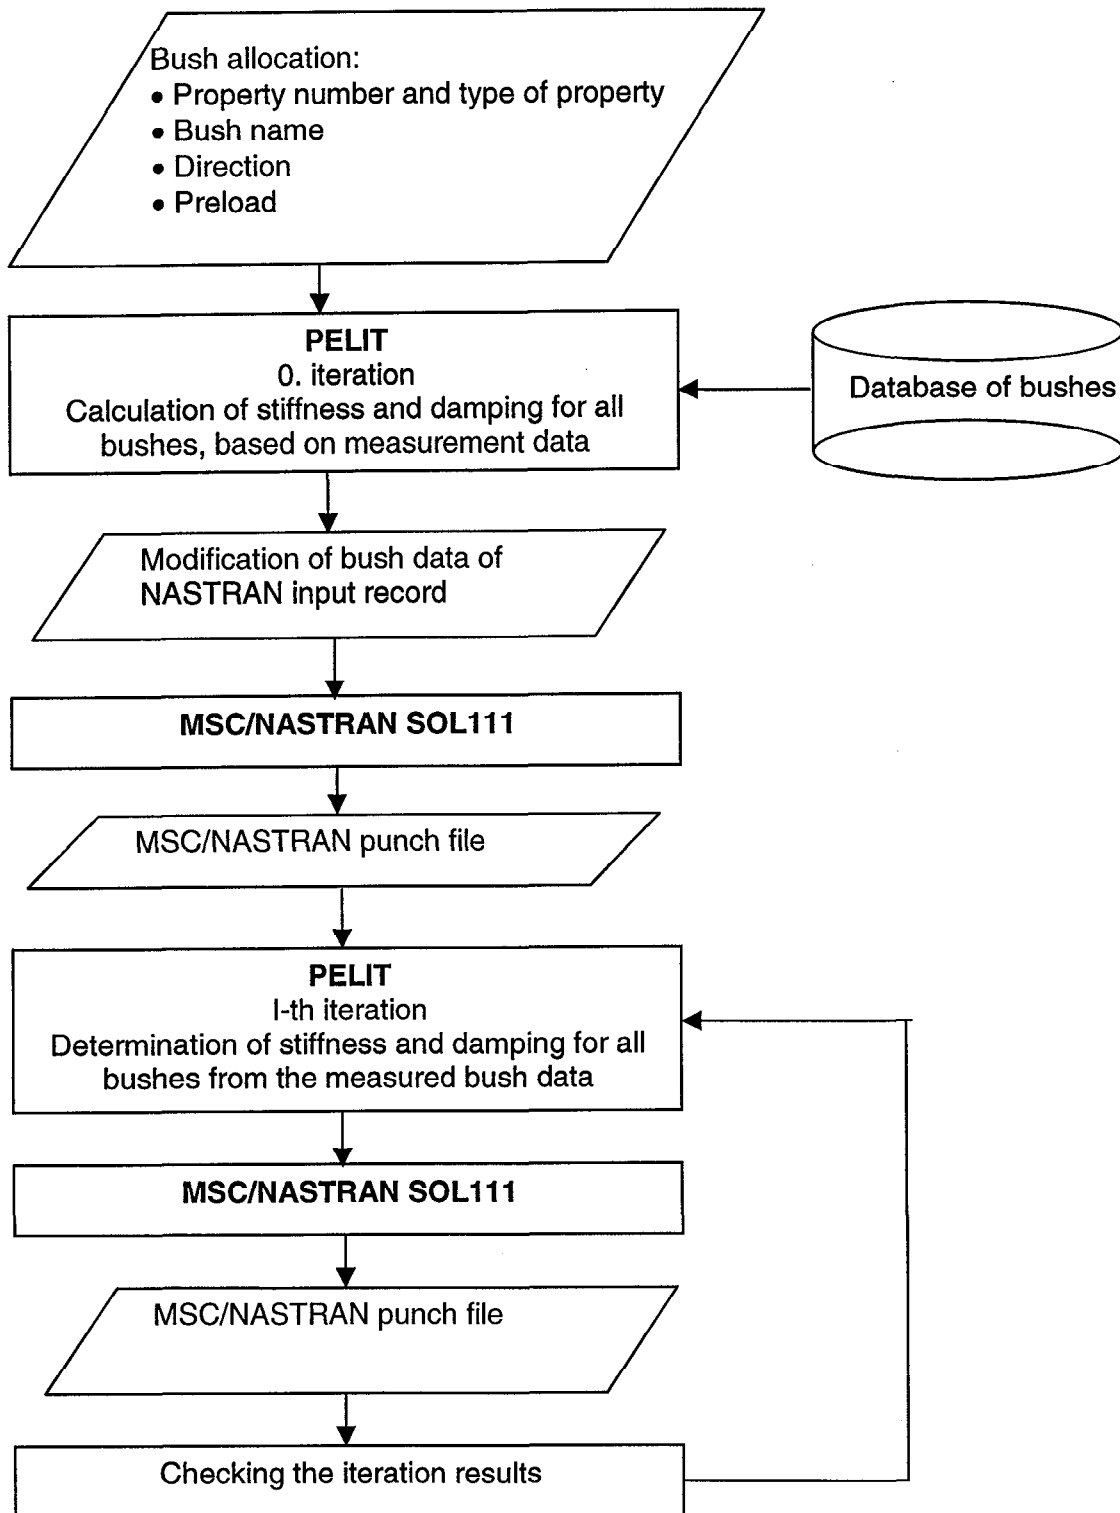 Bush allocation:
• Property number and type of property
• Bush name
• Direction
• Preload
PELIT
0. iteration
Calculation of stiffness and damping for all
bushes, based on measurement data
Database of bushes
Modification of bush data of
NASTRAN input record
MSC/NASTRAN SOL111
MSC/NASTRAN punch file
PELIT
I-th iteration
Determination of stiffness and damping for all
bushes from the measured bush data
MSC/NASTRAN SOL111
MSC/NASTRAN punch file
Checking the iteration results